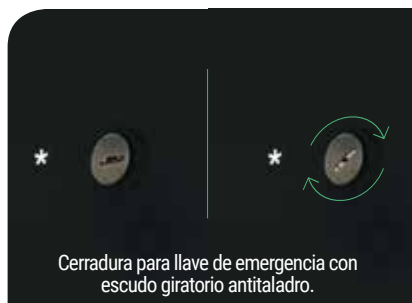 * *
Cerradura para llave de emergencia con
escudo giratorio antitaladro.